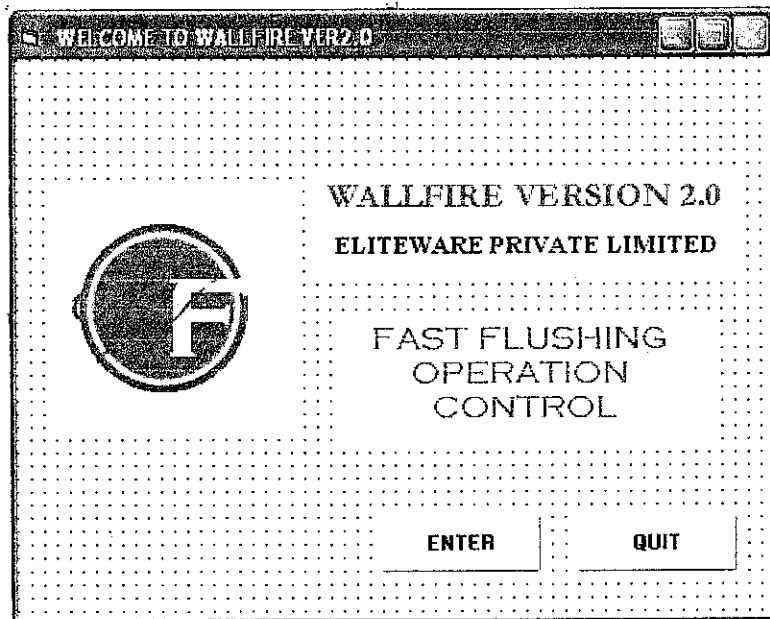 WELCOME TO WALLFIRE VER2.0
WALLFIRE VERSION 2.0
ELITEWARE PRIVATE LIMITED
F
FAST FLUSHING
OPERATION
CONTROL
ENTER
QUIT